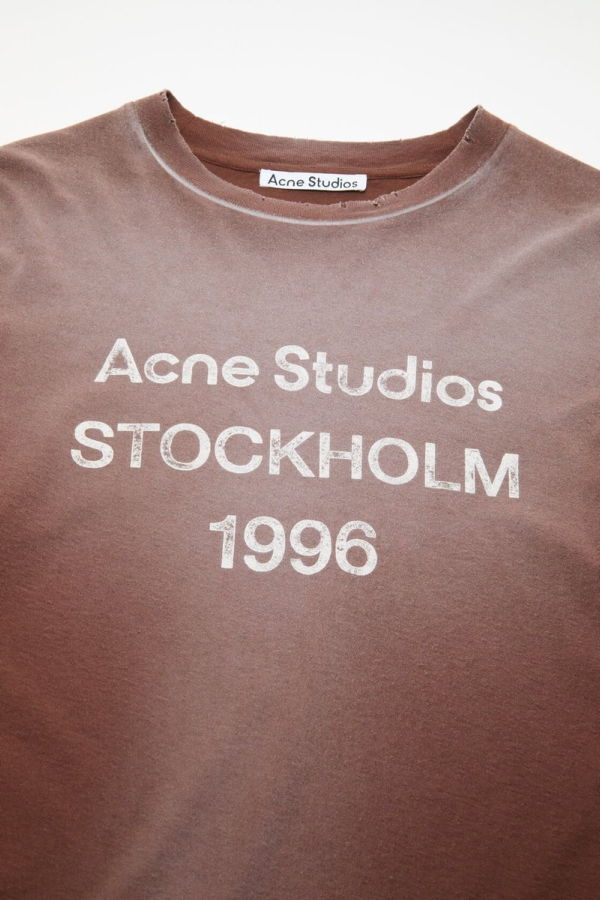 Acne Studios
Acne Studios
STOCKHOLM
1996